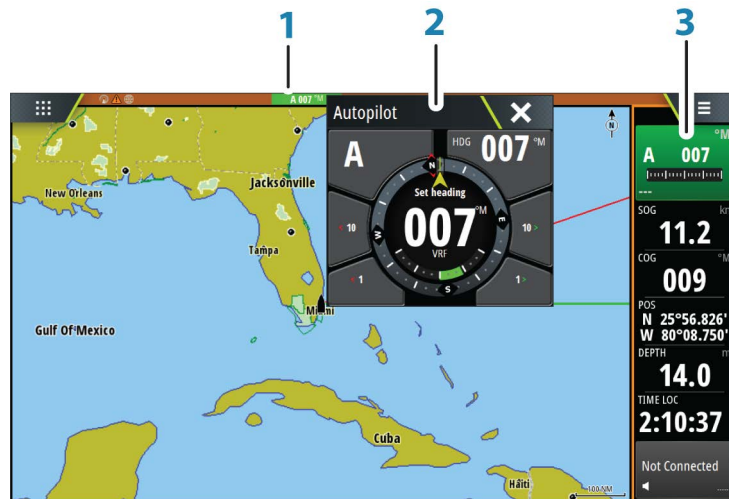 1
2
3
A 007 °M
Autopilot
A
HDG 007 °M
N
Set heading
007 °M
VRF
W
E
S
< 10
10 >
< 1
1 >
N
New Orleans
Jacksonville
Tampa
Miami
Gulf Of Mexico
Cuba
Haiti
100 NM
°M
A 007
---
SOG
11.2
COG °M
009
POS
N 25°56.826'
W 80°08.750'
DEPTH m
14.0
TIME LOC
2:10:37
Not Connected